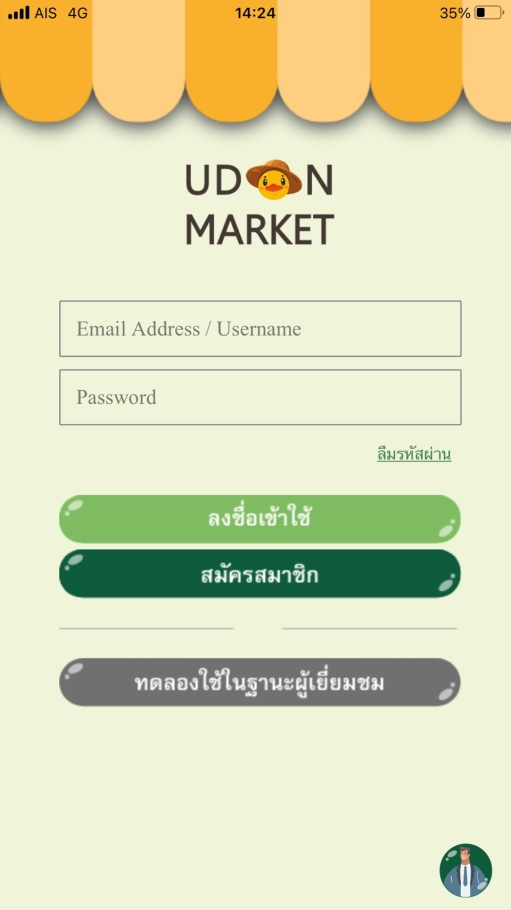 AIS 4G 14:24 35%
UDON
MARKET
Email Address / Username
Password
ลืมรหัสผ่าน
ลงชื่อเข้าใช้
สมัครสมาชิก
ทดลองใช้ในฐานะผู้เยี่ยมชม